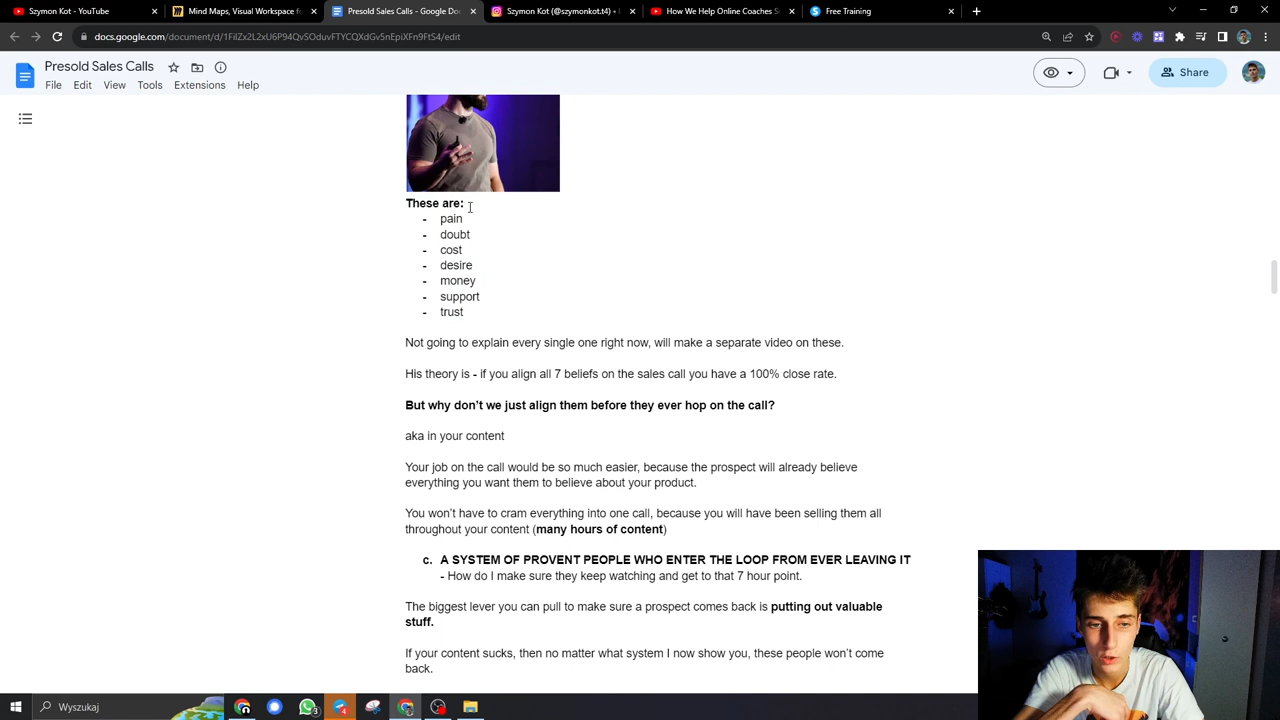 Szymon Kot - YouTube
Mind Maps, Visual Workspace fo
Presold Sales Calls - Google Doc
Szymon Kot (@szymonkot.t4) • I
How We Help Online Coaches S
Free Training
docs.google.com/document/d/1FilZx2L2xU6P94QvSOduvFTYCQXdGv5nEpiXFn9FtS4/edit
Presold Sales Calls
File Edit View Tools Extensions Help
Share
These are:
- pain
- doubt
- cost
- desire
- money
- support
- trust
Not going to explain every single one right now, will make a separate video on these.
His theory is - if you align all 7 beliefs on the sales call you have a 100% close rate.
But why don’t we just align them before they ever hop on the call?
aka in your content
Your job on the call would be so much easier, because the prospect will already believe
everything you want them to believe about your product.
You won’t have to cram everything into one call, because you will have been selling them all
throughout your content (many hours of content)
c. A SYSTEM OF PROVENT PEOPLE WHO ENTER THE LOOP FROM EVER LEAVING IT
- How do I make sure they keep watching and get to that 7 hour point.
The biggest lever you can pull to make sure a prospect comes back is putting out valuable
stuff.
If your content sucks, then no matter what system I now show you, these people won’t come
back.
Wyszukaj
3
4